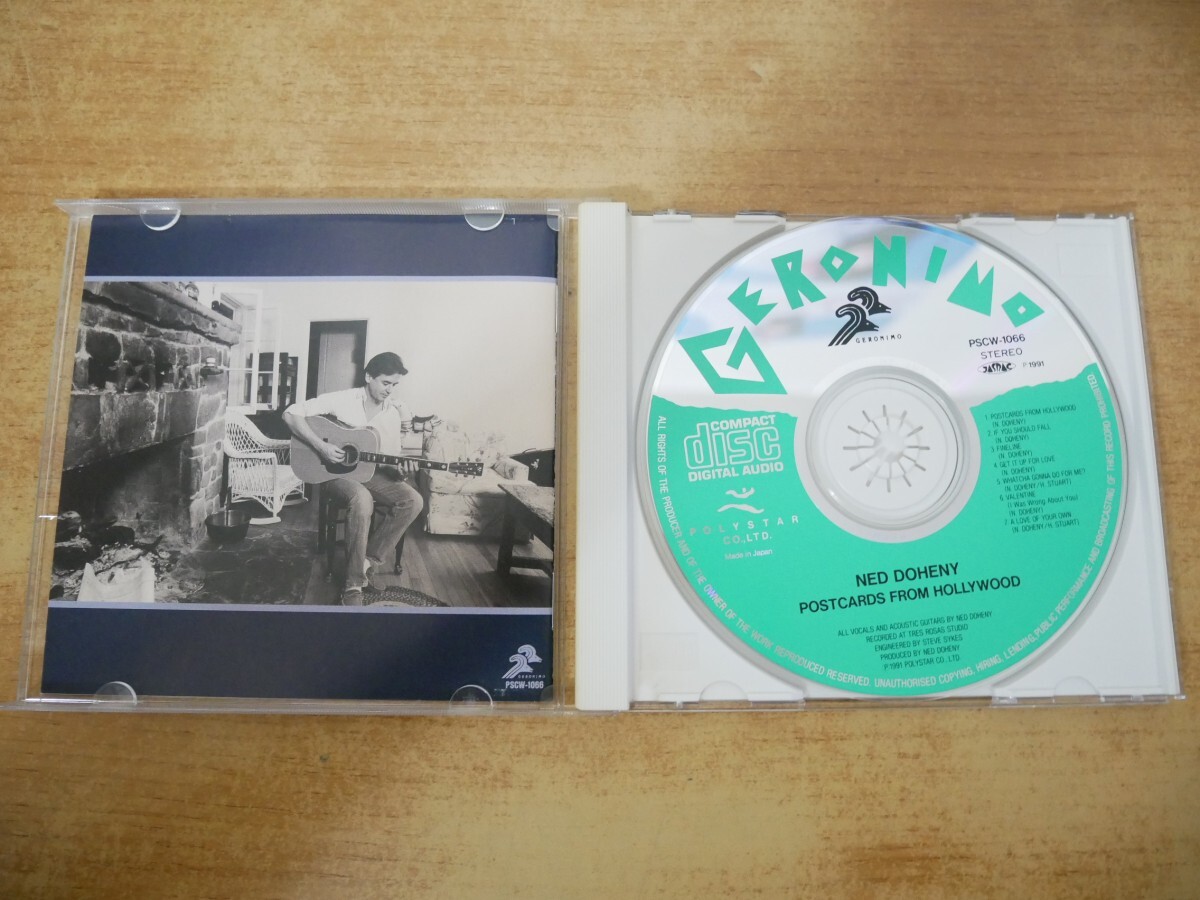 GERONIMO
PSCW-1066
GERONIMO
GERONIMO
PSCW-1066
STEREO
JASRAC
℗1991
COMPACT
disc
DIGITAL AUDIO
POLYSTAR
CO.,LTD.
Made in Japan
1. POSTCARDS FROM HOLLYWOOD
(N. DOHENY)
2. IF YOU SHOULD FALL
(N. DOHENY)
3. FINELINE
(N. DOHENY)
4. GET IT UP FOR LOVE
(N. DOHENY)
5. WHATCHA GONNA DO FOR ME?
(N. DOHENY/H. STUART)
6. VALENTINE
(I Was Wrong About You)
(N. DOHENY)
7. A LOVE OF YOUR OWN
(N. DOHENY/H. STUART)
NED DOHENY
POSTCARDS FROM HOLLYWOOD
ALL VOCALS AND ACOUSTIC GUITARS BY NED DOHENY
RECORDED AT TRES ROSAS STUDIO
ENGINEERED BY STEVE SYKES
PRODUCED BY NED DOHENY
℗1991 POLYSTAR CO., LTD.
ALL RIGHTS OF THE PRODUCER AND OF THE OWNER OF THE WORK REPRODUCED RESERVED. UNAUTHORISED COPYING, HIRING, LENDING, PUBLIC PERFORMANCE AND BROADCASTING OF THIS RECORD PROHIBITED.